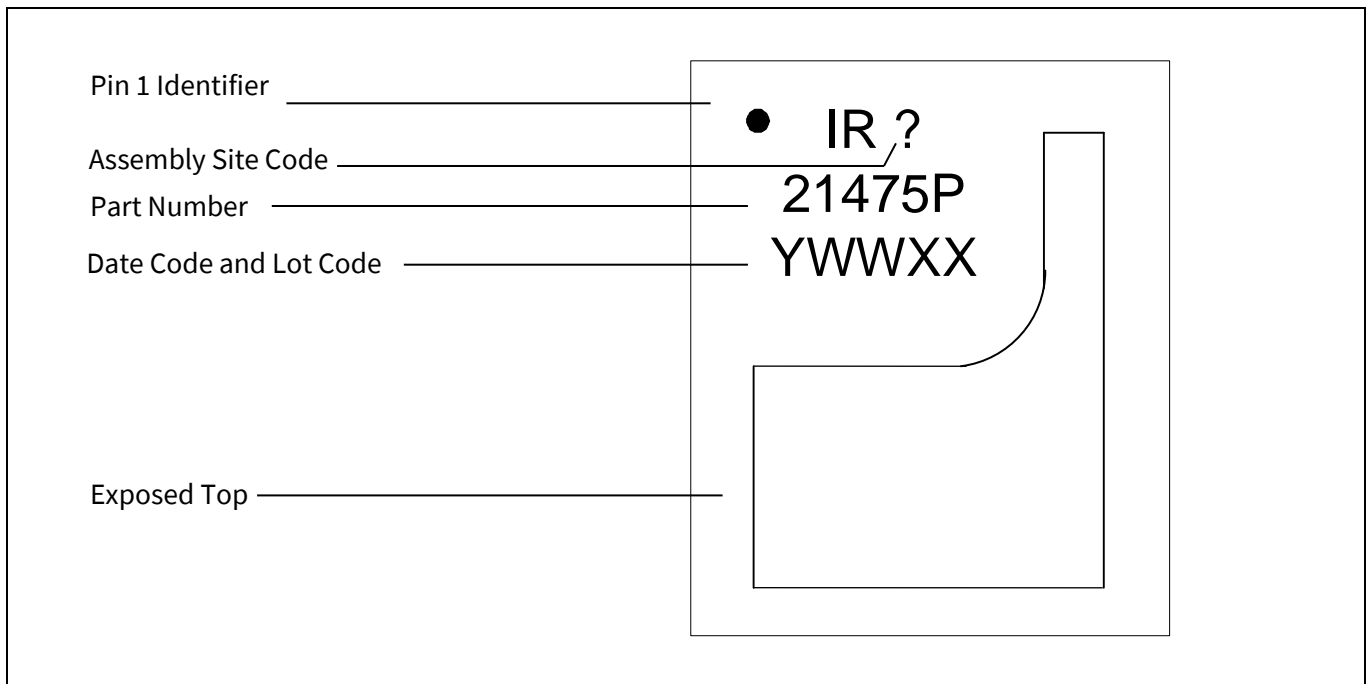 Pin 1 Identifier
IR ?
Assembly Site Code
21475P
Part Number
YWWXX
Date Code and Lot Code
Exposed Top